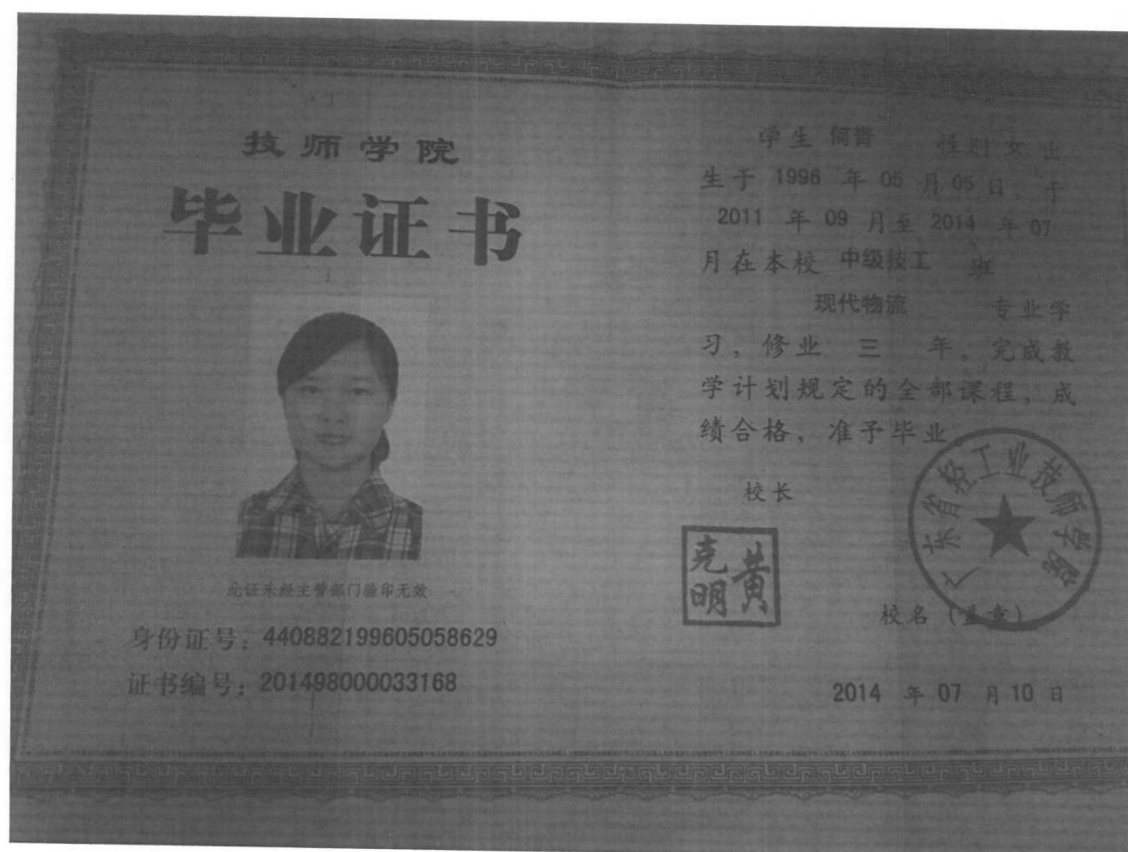 技师学院
毕业证书
此证未经主管部门验印无效
身份证号：440882199605058629
证书编号：201498000033168
学生 何青 性别 女 出
生于 1996 年 05 月 05 日，于
2011 年 09 月至 2014 年 07
月在本校 中级技工 班
现代物流 专业学
习，修业 三 年，完成教
学计划规定的全部课程，成
绩合格，准予毕业
校长
黄克明
广东省轻工业技师学院
校名（盖章）
2014 年 07 月 10 日